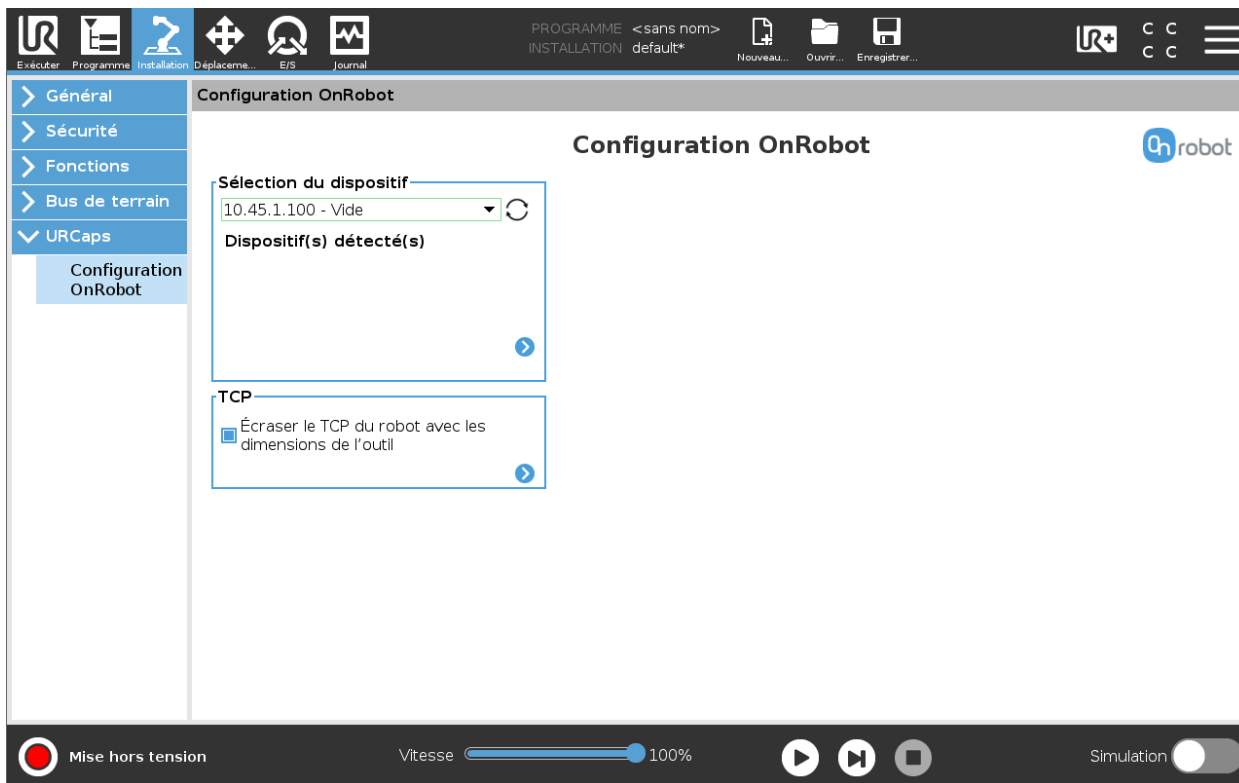 PROGRAMME <sans nom>
INSTALLATION default*
Exécuter Programme Installation Déplaceme... E/S Journal
Nouveau... Ouvrir... Enregistrer...
UR+
C C
C C
Général
Configuration OnRobot
Sécurité
Fonctions
Bus de terrain
URCaps
Configuration
OnRobot
Configuration OnRobot
On robot
Sélection du dispositif
10.45.1.100 - Vide
Dispositif(s) détecté(s)
TCP
Écraser le TCP du robot avec les
dimensions de l'outil
Mise hors tension
Vitesse 100%
Simulation